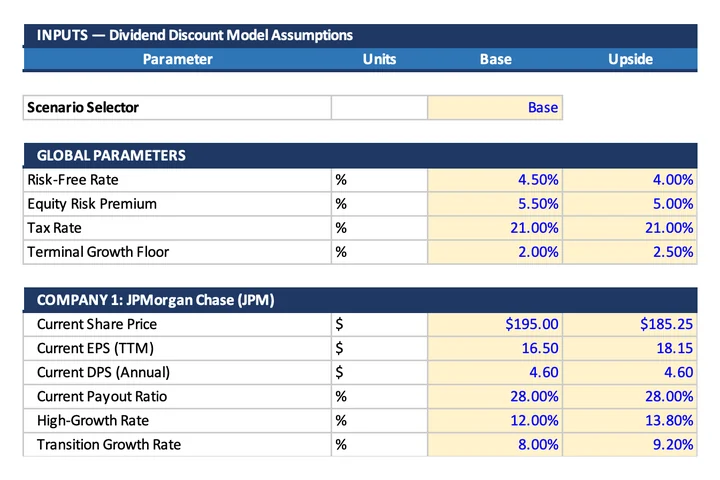 INPUTS — Dividend Discount Model Assumptions
Parameter Units Base Upside
Scenario Selector Base
GLOBAL PARAMETERS
Risk-Free Rate % 4.50% 4.00%
Equity Risk Premium % 5.50% 5.00%
Tax Rate % 21.00% 21.00%
Terminal Growth Floor % 2.00% 2.50%
COMPANY 1: JPMorgan Chase (JPM)
Current Share Price $ $195.00 $185.25
Current EPS (TTM) $ 16.50 18.15
Current DPS (Annual) $ 4.60 4.60
Current Payout Ratio % 28.00% 28.00%
High-Growth Rate % 12.00% 13.80%
Transition Growth Rate % 8.00% 9.20%